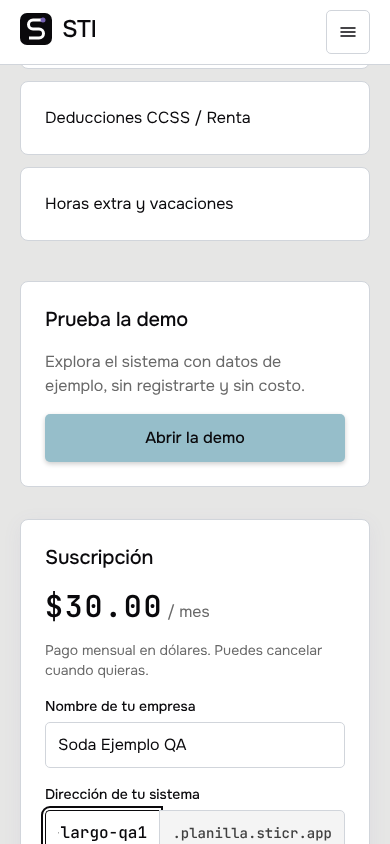 STI
Deducciones CCSS / Renta
Horas extra y vacaciones
Prueba la demo
Explora el sistema con datos de
ejemplo, sin registrarte y sin costo.
Abrir la demo
Suscripción
$30.00 / mes
Pago mensual en dólares. Puedes cancelar
cuando quieras.
Nombre de tu empresa
Soda Ejemplo QA
Dirección de tu sistema
largo-qa1 .planilla.sticr.app